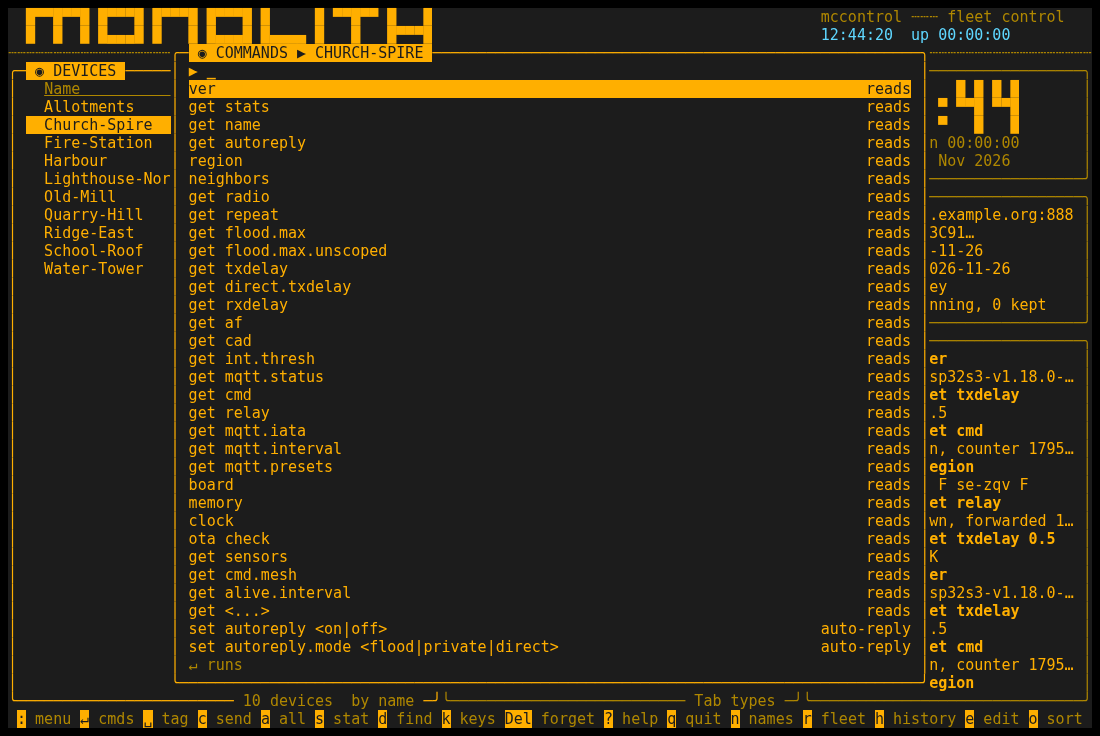 mccontrol ┄┄┄ fleet control
12:44:20  up 00:00:00
◉ COMMANDS ▶ CHURCH-SPIRE
◉ DEVICES
▶ _
Name
ver reads
Allotments
get stats reads
Church-Spire
get name reads
Fire-Station
get autoreply reads
n 00:00:00
Harbour
region reads
Nov 2026
Lighthouse-Nor
neighbors reads
Old-Mill
get radio reads
.example.org:888
Quarry-Hill
get repeat reads
3C91…
Ridge-East
get flood.max reads
-11-26
School-Roof
get flood.max.unscoped reads
026-11-26
Water-Tower
get txdelay reads
ey
get direct.txdelay reads
nning, 0 kept
get rxdelay reads
get af reads
get cad reads
get int.thresh reads
er
get mqtt.status reads
sp32s3-v1.18.0-…
get cmd reads
et txdelay
get relay reads
.5
get mqtt.iata reads
et cmd
get mqtt.interval reads
n, counter 1795…
get mqtt.presets reads
egion
board reads
F se-zqv F
memory reads
et relay
clock reads
wn, forwarded 1…
ota check reads
et txdelay 0.5
get sensors reads
K
get cmd.mesh reads
er
get alive.interval reads
sp32s3-v1.18.0-…
get <...> reads
et txdelay
set autoreply <on|off> auto-reply
.5
set autoreply.mode <flood|private|direct> auto-reply
et cmd
↵ runs
n, counter 1795…
egion
10 devices  by name
Tab types
: menu ↵ cmds ␣ tag c send a all s stat d find k keys Del forget ? help q quit n names r fleet h history e edit o sort